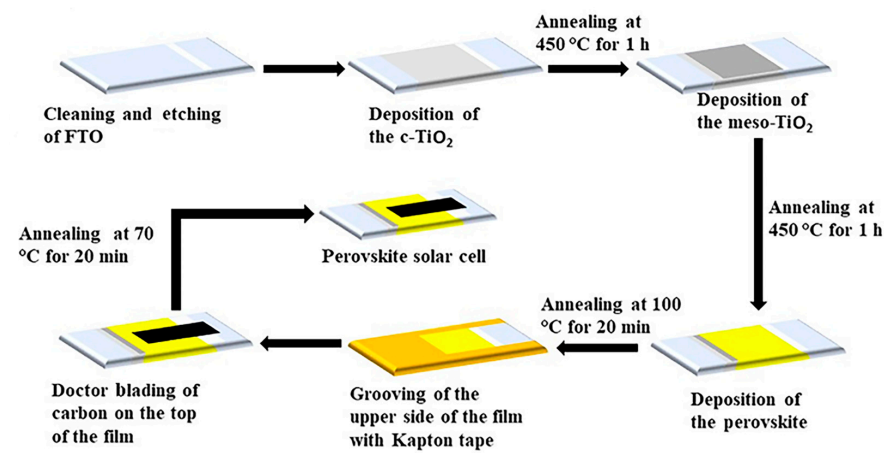 Cleaning and etching
of FTO
Deposition of
the c-TiO₂
Annealing at
450 °C for 1 h
Deposition of
the meso-TiO₂
Annealing at
450 °C for 1 h
Deposition of
the perovskite
Annealing at 100
°C for 20 min
Grooving of the
upper side of the film
with Kapton tape
Doctor blading of
carbon on the top
of the film
Annealing at 70
°C for 20 min
Perovskite solar cell